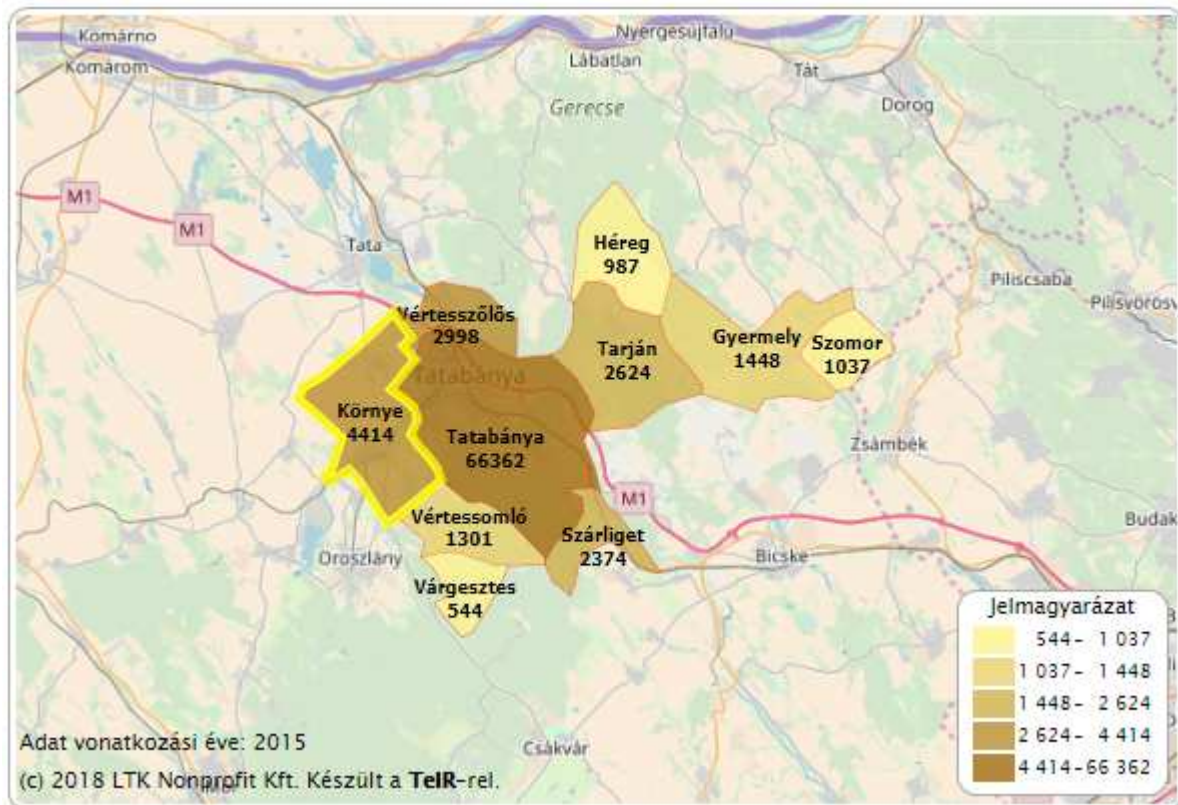 Komárno
Komárom
Nyergesújfalu
Lábatlan
Tát
Gerecse
Dorog
M1
M1
Tata
Héreg
987
Piliscsaba
Pilisvörösv
Vértesszőlős
2998
Gyermely
1448
Szomor
1037
Tarján
2624
Tatabánya
Környe
4414
Tatabánya
66362
Zsámbék
M1
Vértessomló
1301
Szárliget
2374
Budak
Oroszlány
Bicske
Várgesztes
544
Jelmagyarázat
544- 1 037
1 037- 1 448
1 448- 2 624
2 624- 4 414
4 414-66 362
Adat vonatkozási éve: 2015
Csákvár
(c) 2018 LTK Nonprofit Kft. Készült a TeIR-rel.